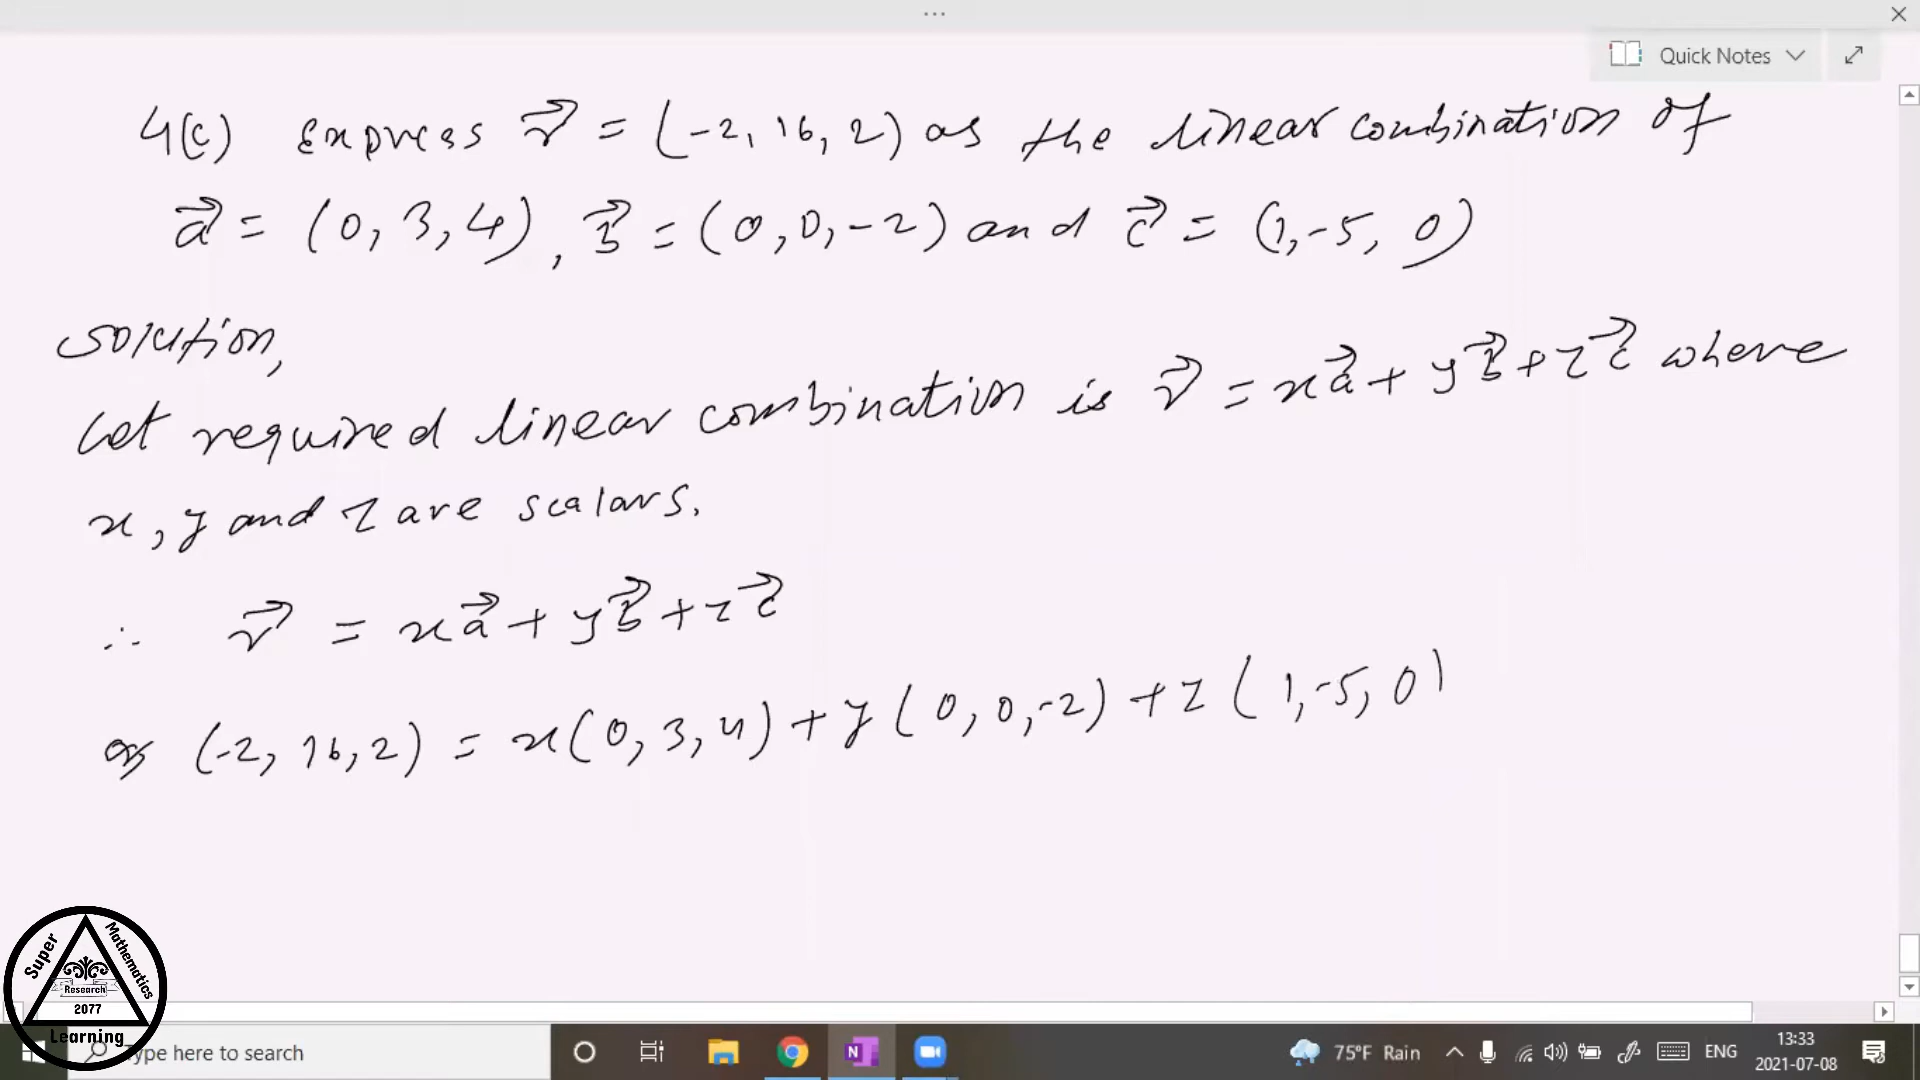 ...
Quick Notes
4(c) Express r⃗ = (-2, 16, 2) as the linear combination of
a⃗ = (0, 3, 4), b⃗ = (0, 0, -2) and c⃗ = (1, -5, 0)
Solution,
Let required linear combination is r⃗ = xa⃗ + yb⃗ + zc⃗ where
x, y and z are scalars.
∴ r⃗ = xa⃗ + yb⃗ + zc⃗
or (-2, 16, 2) = x(0, 3, 4) + y(0, 0, -2) + z(1, -5, 0)
Super Mathematics
Research
2077
Learning
Type here to search
N
75°F Rain
ENG
13:33
2021-07-08